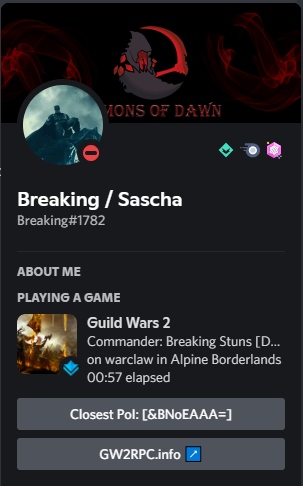 MONS OF DAWN
Breaking / Sascha
Breaking#1782
ABOUT ME
PLAYING A GAME
Guild Wars 2
Commander: Breaking Stuns [D...
on warclaw in Alpine Borderlands
00:57 elapsed
Closest PoI: [&BNoEAAA=]
GW2RPC.info